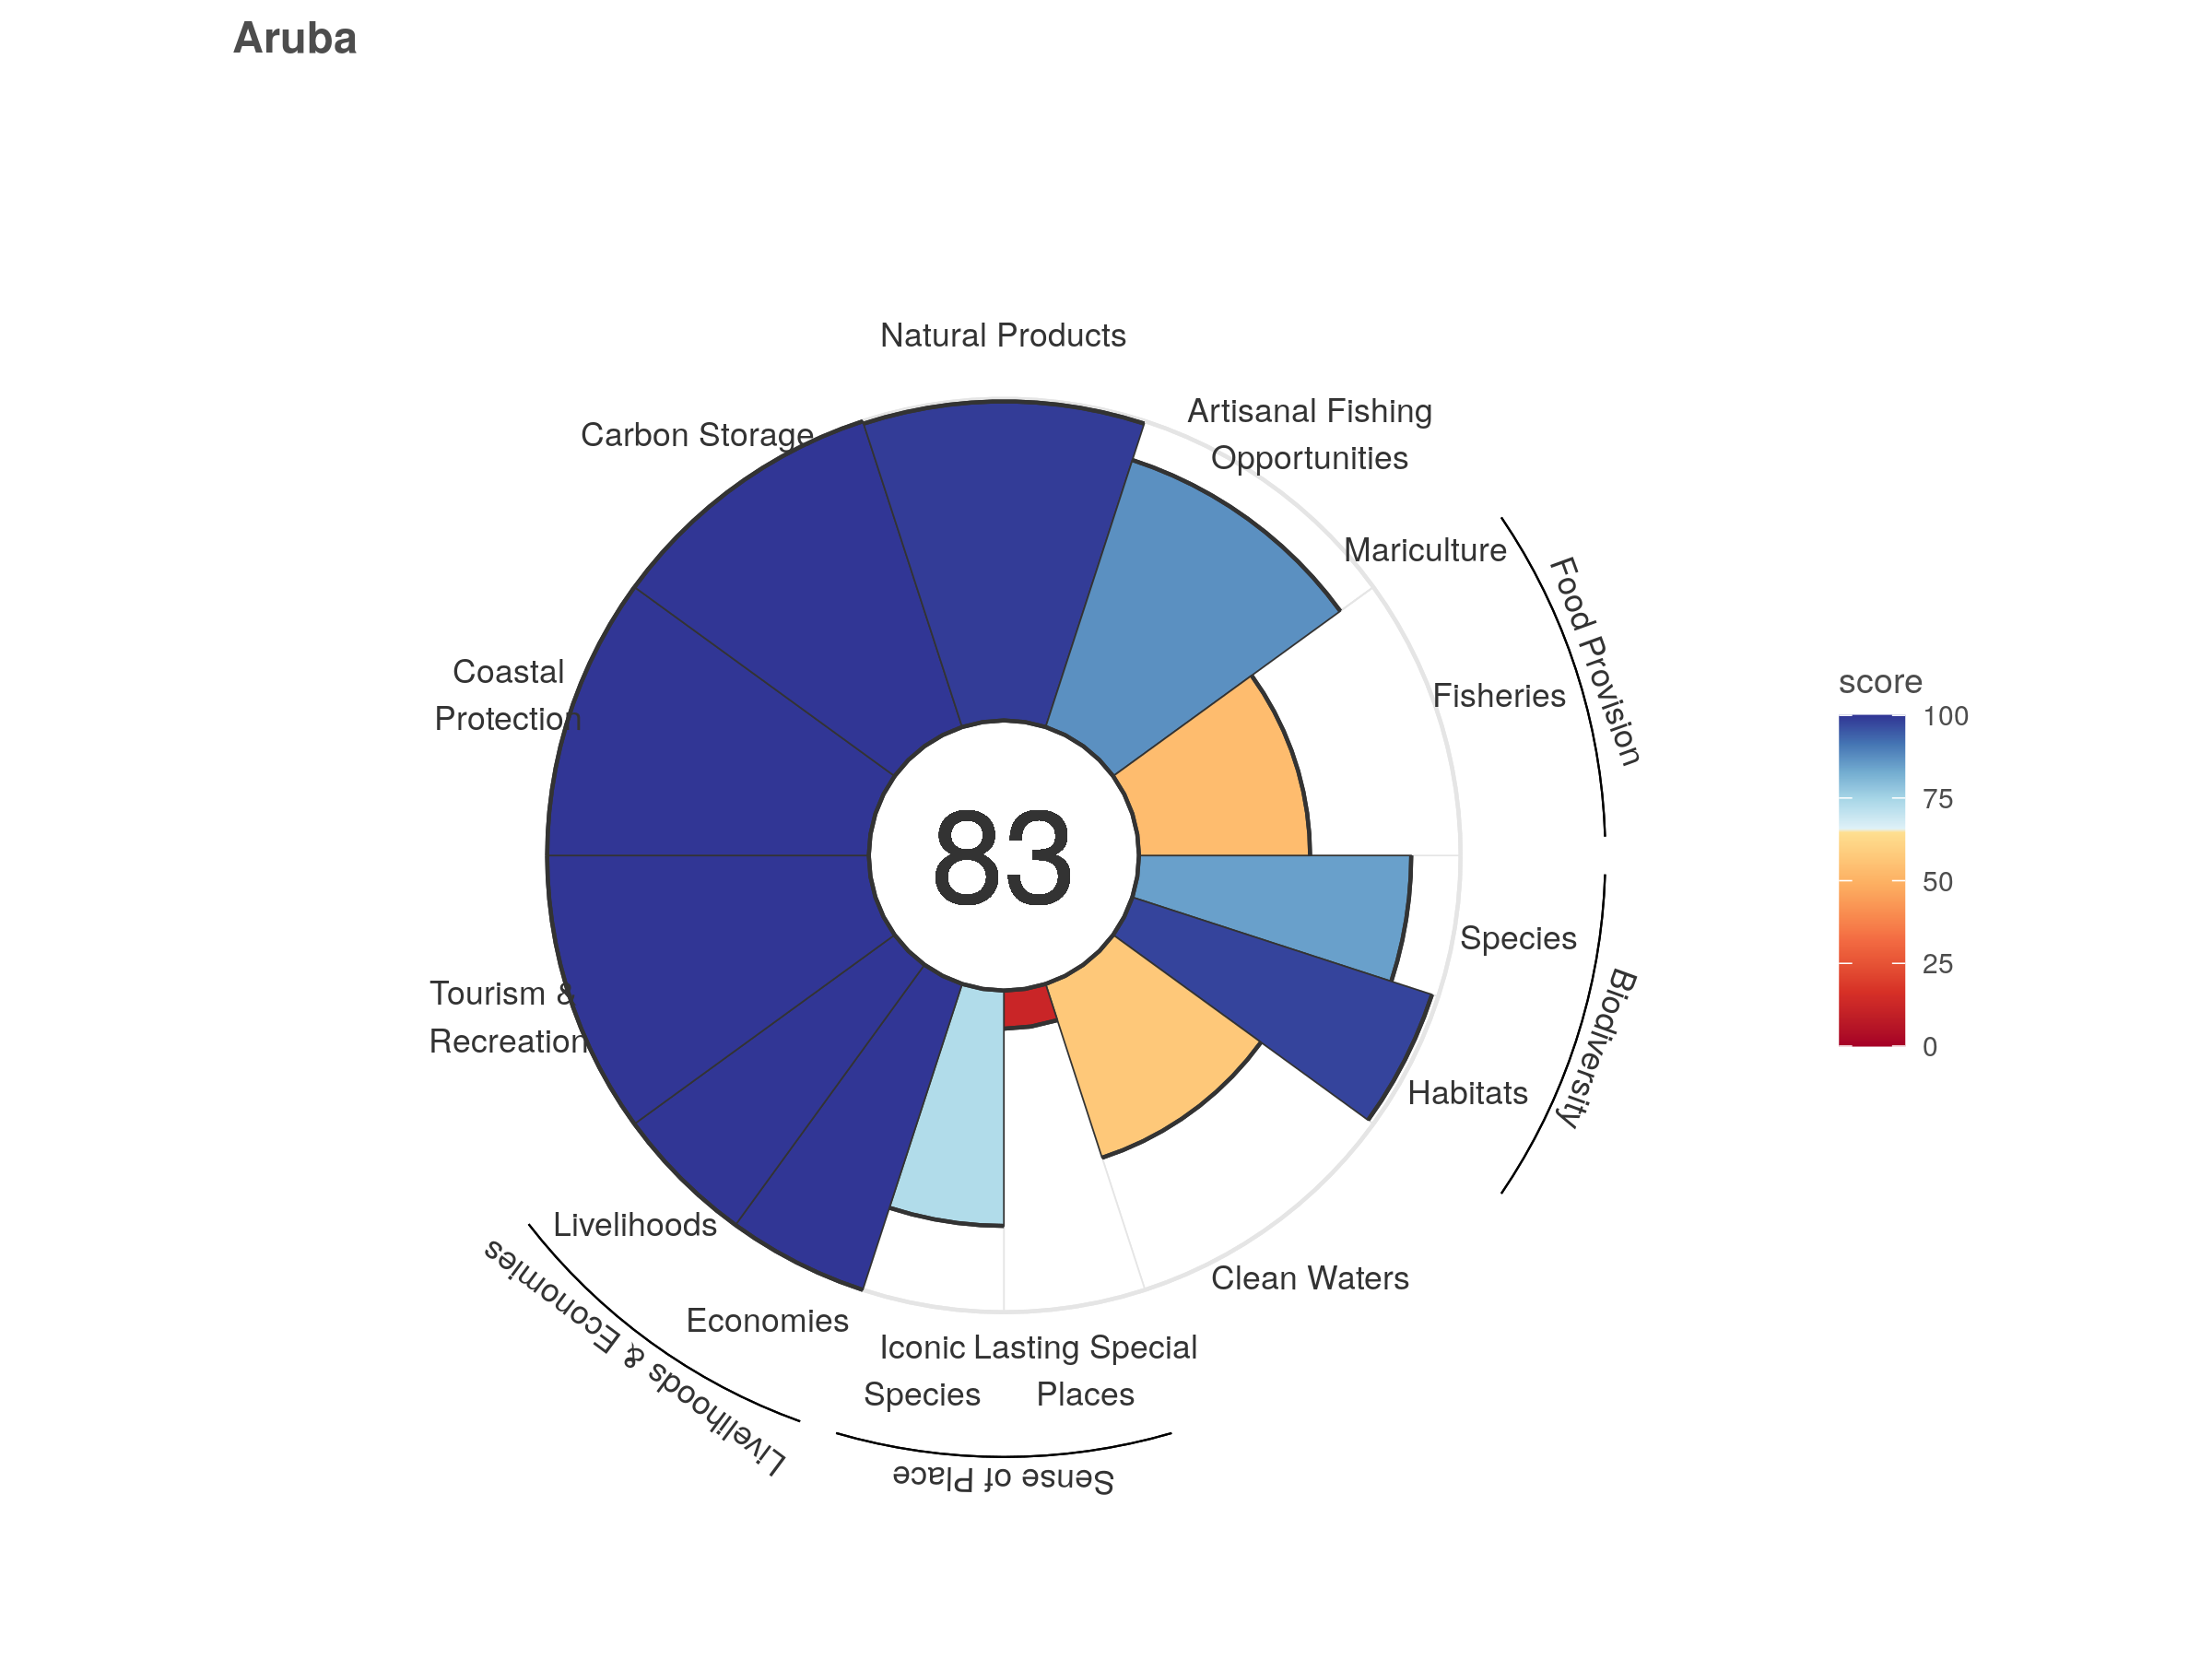 Aruba
Natural Products
Artisanal Fishing
Opportunities
Carbon Storage
Mariculture
Food Provision
Fisheries
Coastal
Protection
score
100
75
50
25
0
83
Species
Biodiversity
Habitats
Tourism &
Recreation
Livelihoods
Clean Waters
Economies
Livelihoods & Economies
Iconic
Species
Lasting Special
Places
Sense of Place